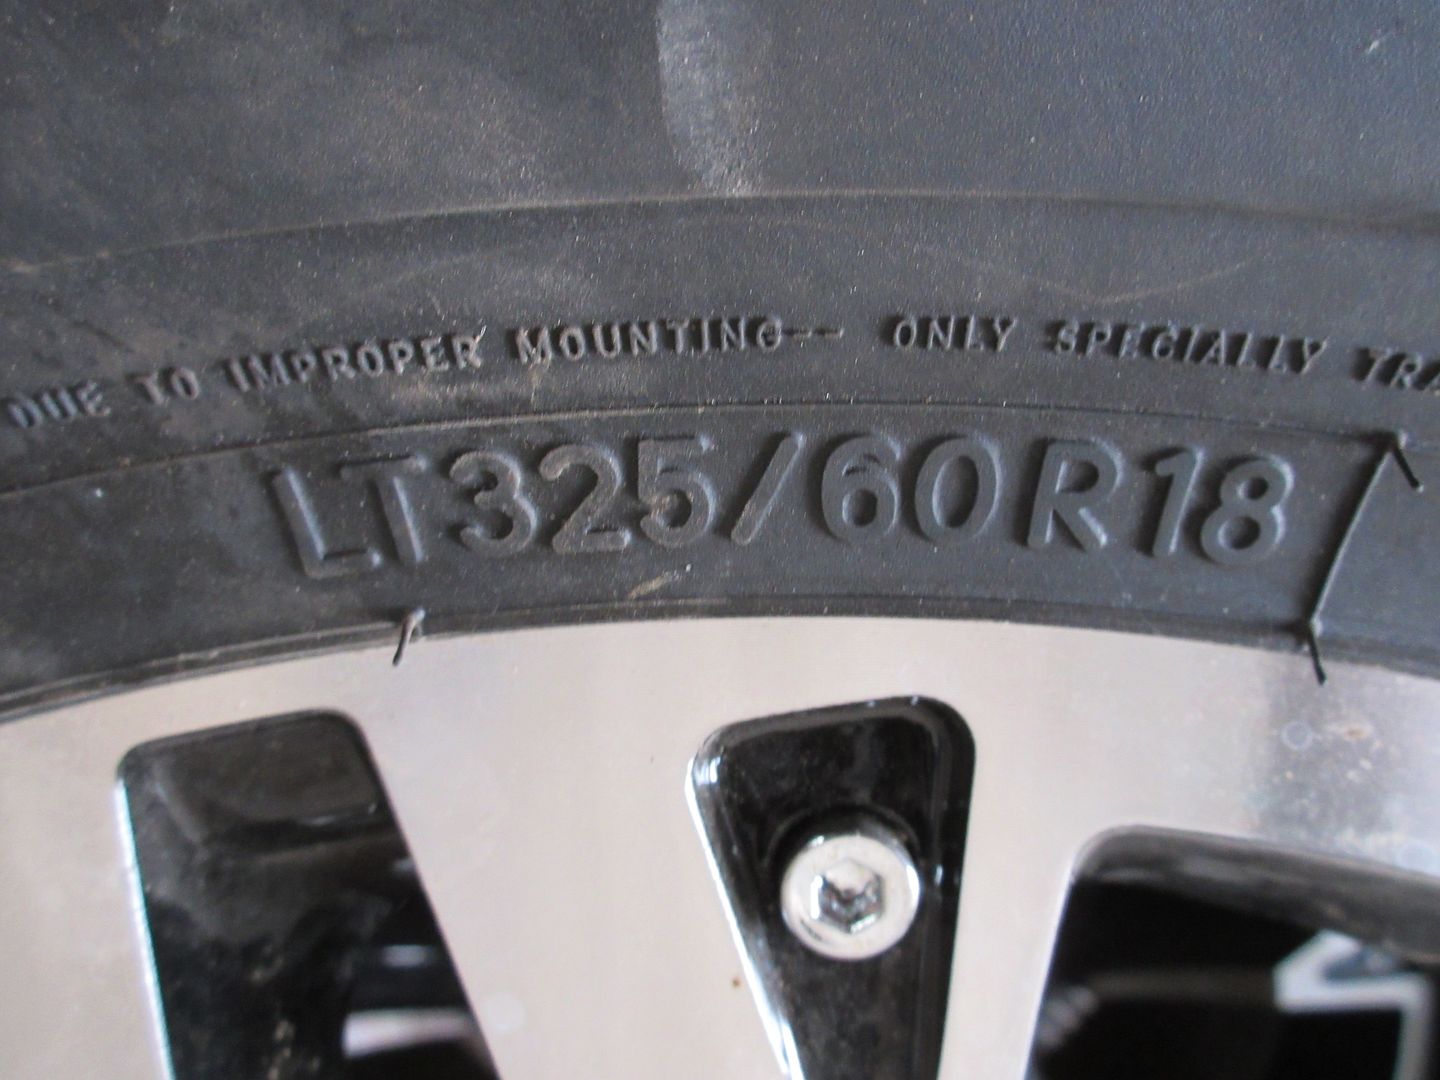 DUE TO IMPROPER MOUNTING-- ONLY SPECIALLY
LT325/60R18